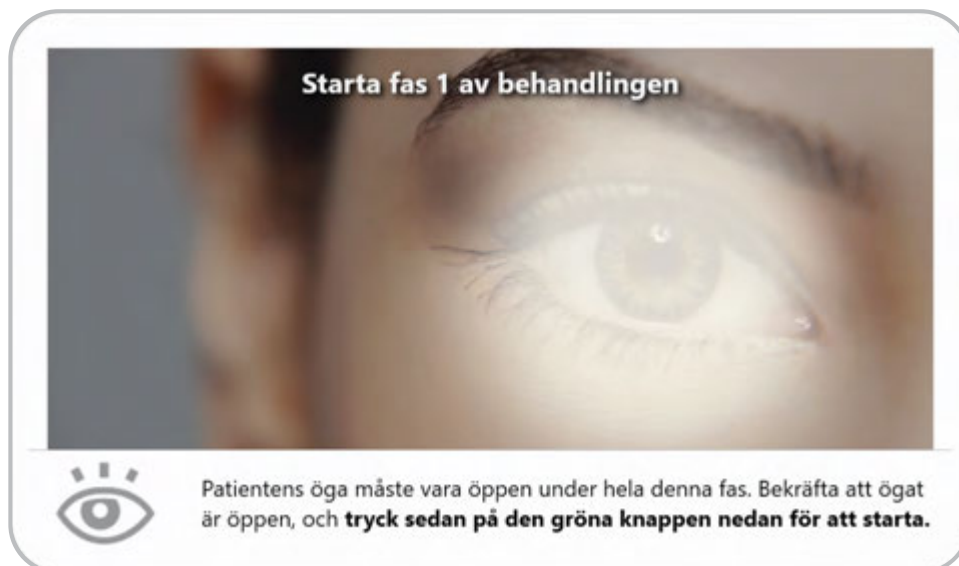 Starta fas 1 av behandlingen
Patientens öga måste vara öppen under hela denna fas. Bekräfta att ögat
är öppen, och tryck sedan på den gröna knappen nedan för att starta.